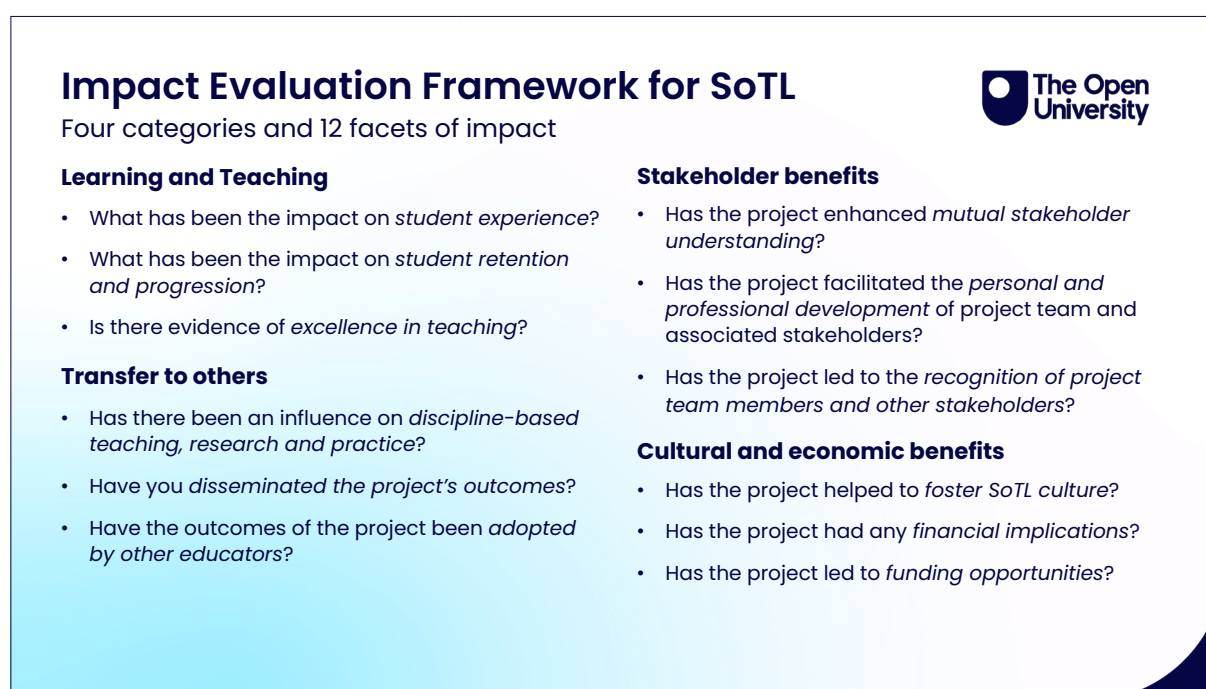 Impact Evaluation Framework for SoTL
Four categories and 12 facets of impact
The Open
University
Learning and Teaching
• What has been the impact on student experience?
• What has been the impact on student retention
and progression?
• Is there evidence of excellence in teaching?
Transfer to others
• Has there been an influence on discipline-based
teaching, research and practice?
• Have you disseminated the project’s outcomes?
• Have the outcomes of the project been adopted
by other educators?
Stakeholder benefits
• Has the project enhanced mutual stakeholder
understanding?
• Has the project facilitated the personal and
professional development of project team and
associated stakeholders?
• Has the project led to the recognition of project
team members and other stakeholders?
Cultural and economic benefits
• Has the project helped to foster SoTL culture?
• Has the project had any financial implications?
• Has the project led to funding opportunities?